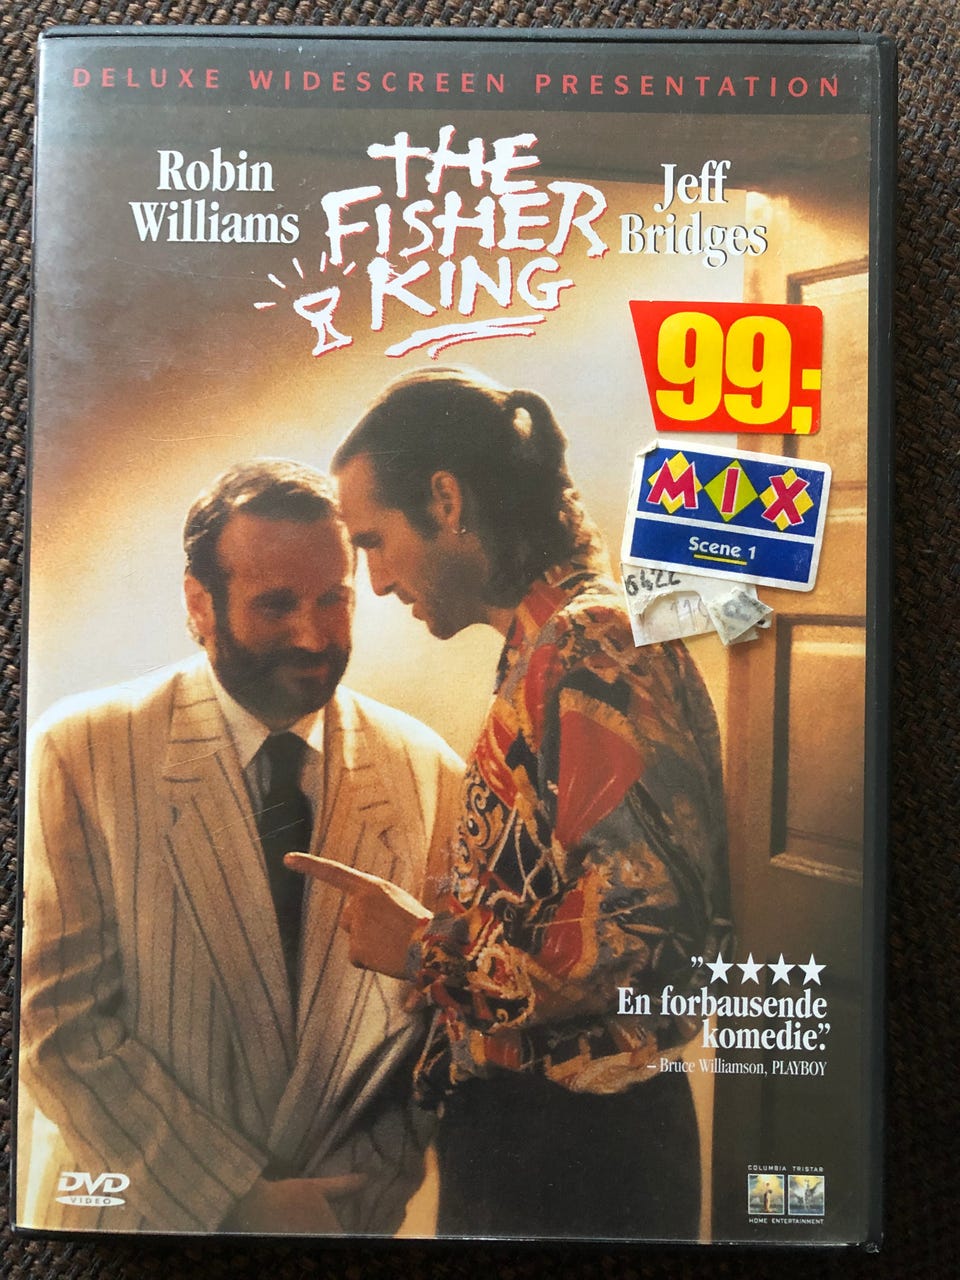 DELUXE WIDESCREEN PRESENTATION
Robin
Williams
THE
FISHER
KING
Jeff
Bridges
99,-
MIX
Scene 1
6422
"★★★★
En forbausende
komedie."
– Bruce Williamson, PLAYBOY
DVD
VIDEO
COLUMBIA TRISTAR
HOME ENTERTAINMENT